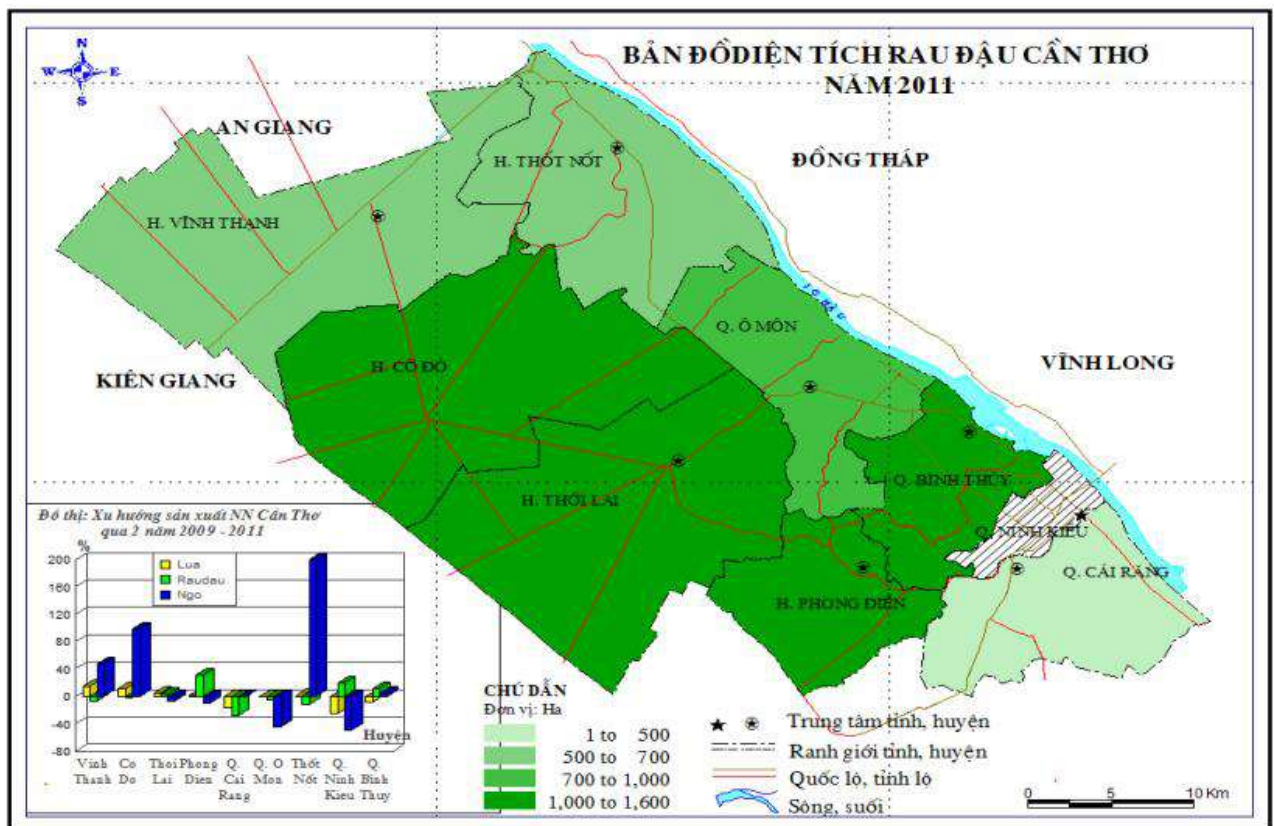 BẢN ĐỒDIỆN TÍCH RAU ĐẬU CẦN THƠ
NĂM 2011
N
W E
S
AN GIANG
ĐỒNG THÁP
H. THỐT NỐT
H. VĨNH THẠNH
Q. Ô MÔN
VĨNH LONG
KIÊN GIANG
H. CỜ ĐỎ
Q. BÌNH THUỶ
H. THỚI LAI
Q. NINH KIỀU
Q. CÁI RĂNG
H. PHONG ĐIỀN
Đồ thị: Xu hướng sản xuất NN Cần Thơ
qua 2 năm 2009 - 2011
%
200
160
120
80
40
0
-40
-80
Lua
Raudau
Ngo
Huyện
Vinh Thanh
Co Do
Thoi Lai
Phong Dien
Q. Cai Rang
Q. O Mon
Thốt Nốt
Q. Ninh Kieu
Q. Binh Thuy
CHÚ DẪN
Đơn vị: Ha
1 to 500
500 to 700
700 to 1,000
1,000 to 1,600
Trung tâm tỉnh, huyện
Ranh giới tỉnh, huyện
Quốc lộ, tỉnh lộ
Sông, suối
0 5 10 Km